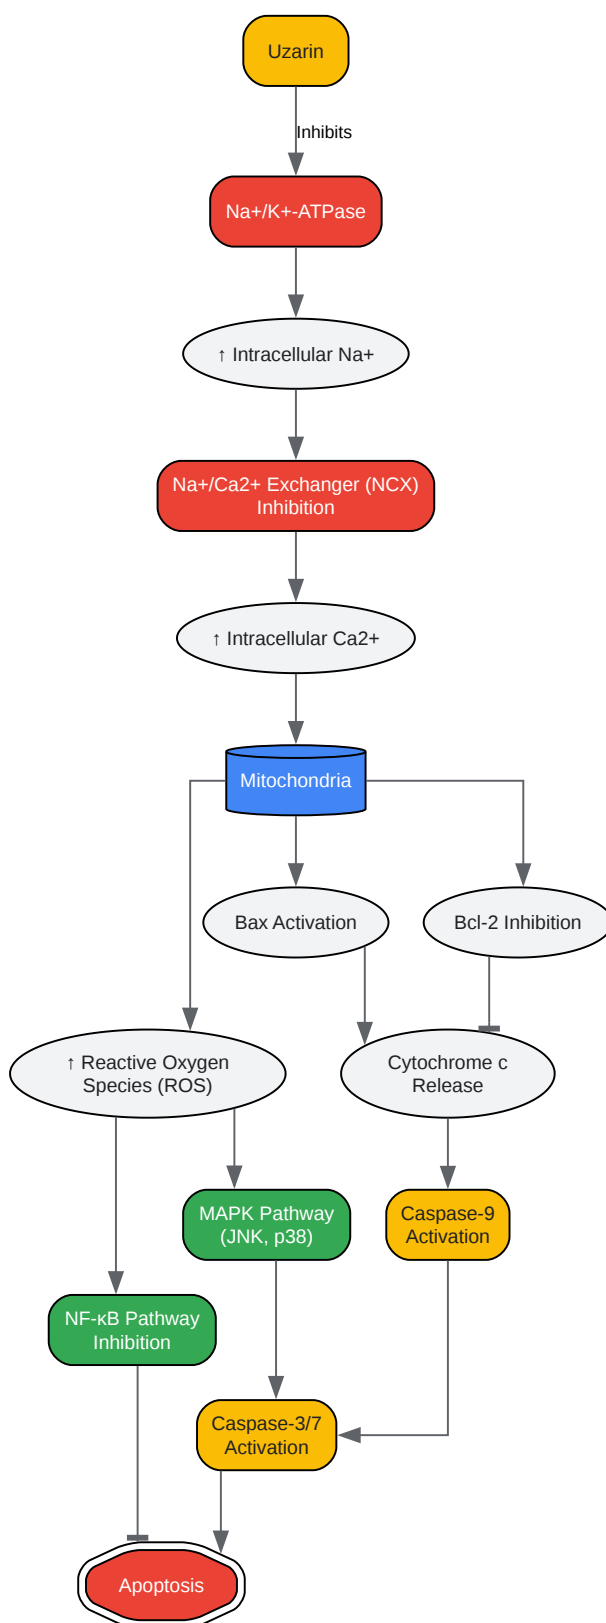 Uzarin
Inhibits
Na+/K+-ATPase
↑ Intracellular Na+
Na+/Ca2+ Exchanger (NCX)
Inhibition
↑ Intracellular Ca2+
Mitochondria
Bax Activation
Bcl-2 Inhibition
↑ Reactive Oxygen
Species (ROS)
Cytochrome c
Release
MAPK Pathway
(JNK, p38)
Caspase-9
Activation
NF-κB Pathway
Inhibition
Caspase-3/7
Activation
Apoptosis